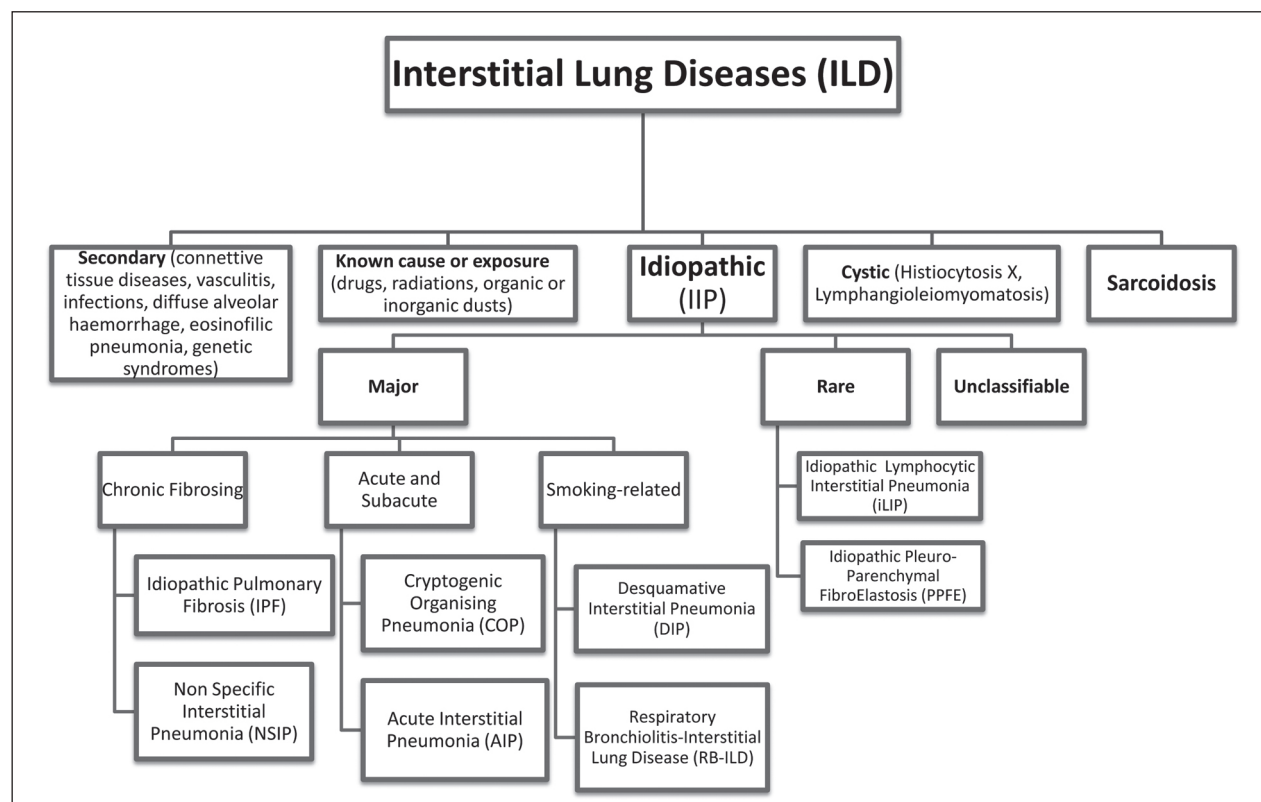 Interstitial Lung Diseases (ILD)
Secondary (connettive
tissue diseases, vasculitis,
infections, diffuse alveolar
haemorrhage, eosinofilic
pneumonia, genetic
syndromes)
Known cause or exposure
(drugs, radiations, organic or
inorganic dusts)
Idiopathic
(IIP)
Cystic (Histiocytosis X,
Lymphangioleiomyomatosis)
Sarcoidosis
Major
Rare
Unclassifiable
Chronic Fibrosing
Acute and
Subacute
Smoking-related
Idiopathic Lymphocytic
Interstitial Pneumonia
(iLIP)
Idiopathic Pleuro-
Parenchymal
FibroElastosis (PPFE)
Idiopathic Pulmonary
Fibrosis (IPF)
Cryptogenic
Organising
Pneumonia (COP)
Desquamative
Interstitial Pneumonia
(DIP)
Non Specific
Interstitial
Pneumonia (NSIP)
Acute Interstitial
Pneumonia (AIP)
Respiratory
Bronchiolitis-Interstitial
Lung Disease (RB-ILD)